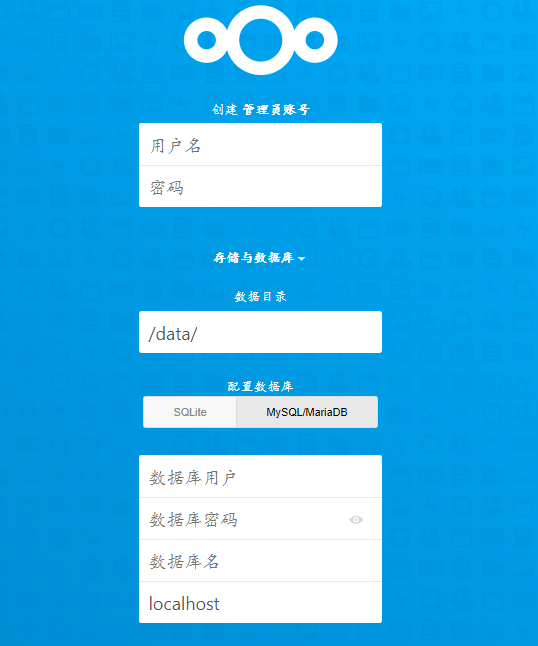 创建 管理员账号
用户名
密码
存储与数据库
数据目录
/data/
配置数据库
SQLite MySQL/MariaDB
数据库用户
数据库密码
数据库名
localhost